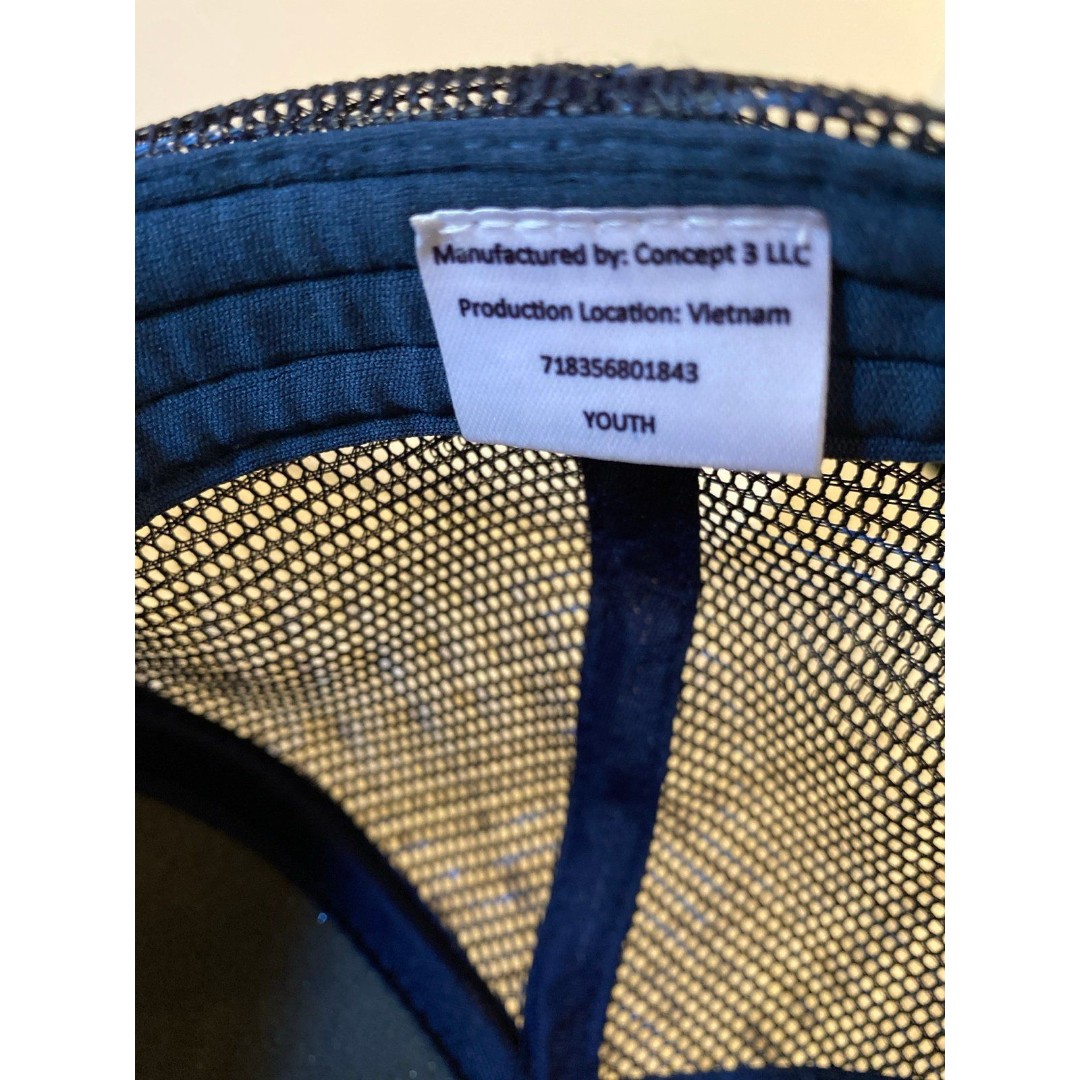 Manufactured by: Concept 3 LLC
Production Location: Vietnam
718356801843
YOUTH